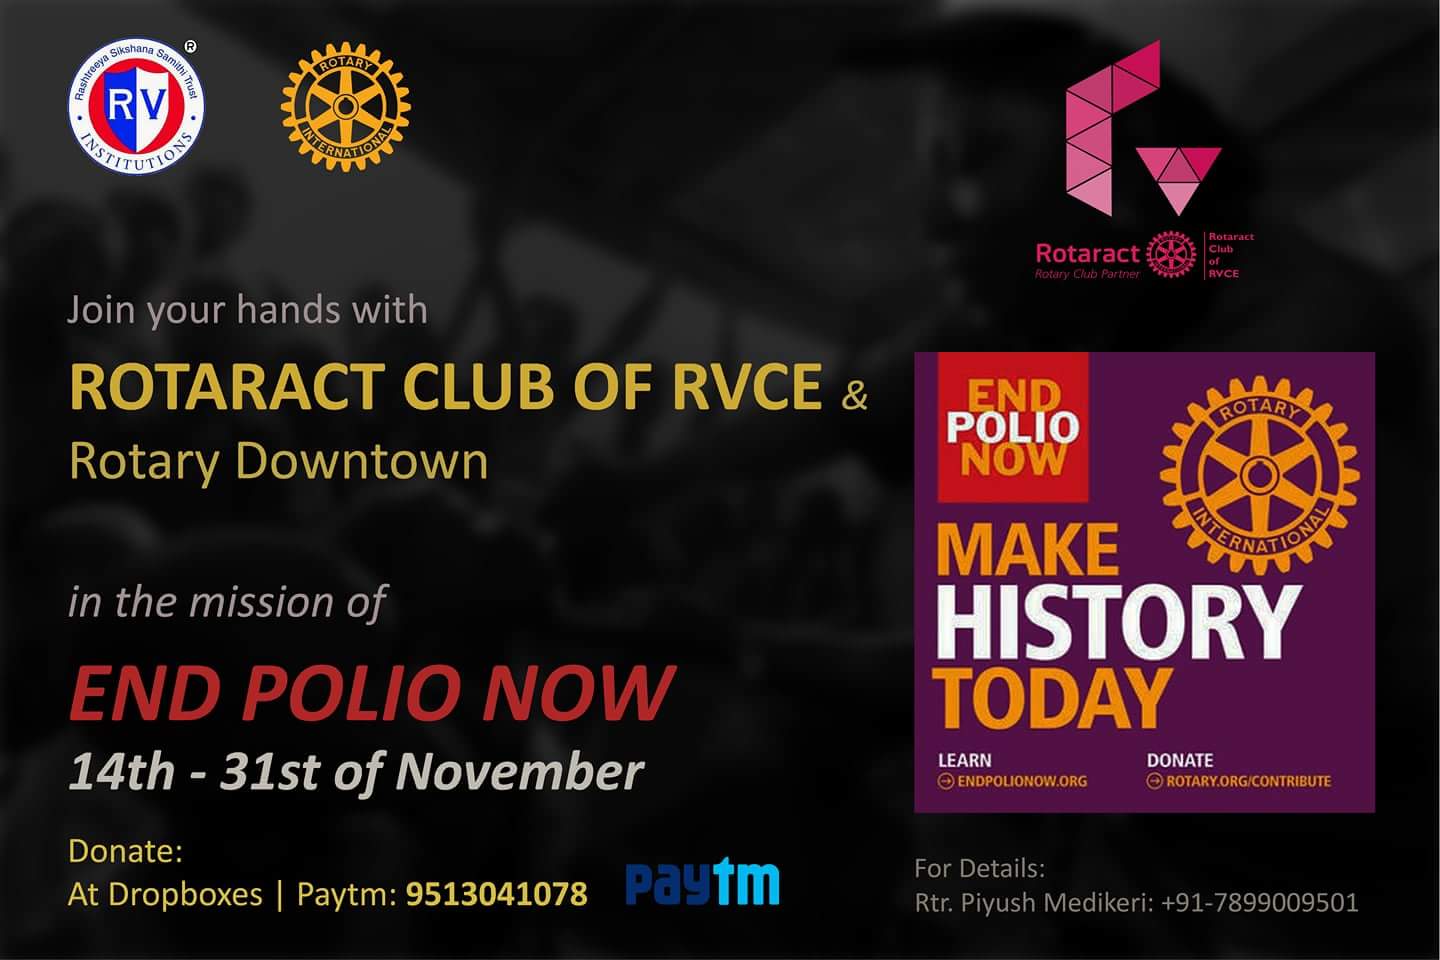 Rashtreeya Sikshana Samithi Trust
®
RV
INSTITUTIONS
ROTARY
INTERNATIONAL
Rotaract
Rotary Club Partner
Rotaract
Club
of
RVCE
Join your hands with
ROTARACT CLUB OF RVCE &
Rotary Downtown
in the mission of
END POLIO NOW
14th - 31st of November
Donate:
At Dropboxes | Paytm: 9513041078
paytm
END
POLIO
NOW
ROTARY
INTERNATIONAL
MAKE
HISTORY
TODAY
LEARN
ENDPOLIONOW.ORG
DONATE
ROTARY.ORG/CONTRIBUTE
For Details:
Rtr. Piyush Medikeri: +91-7899009501